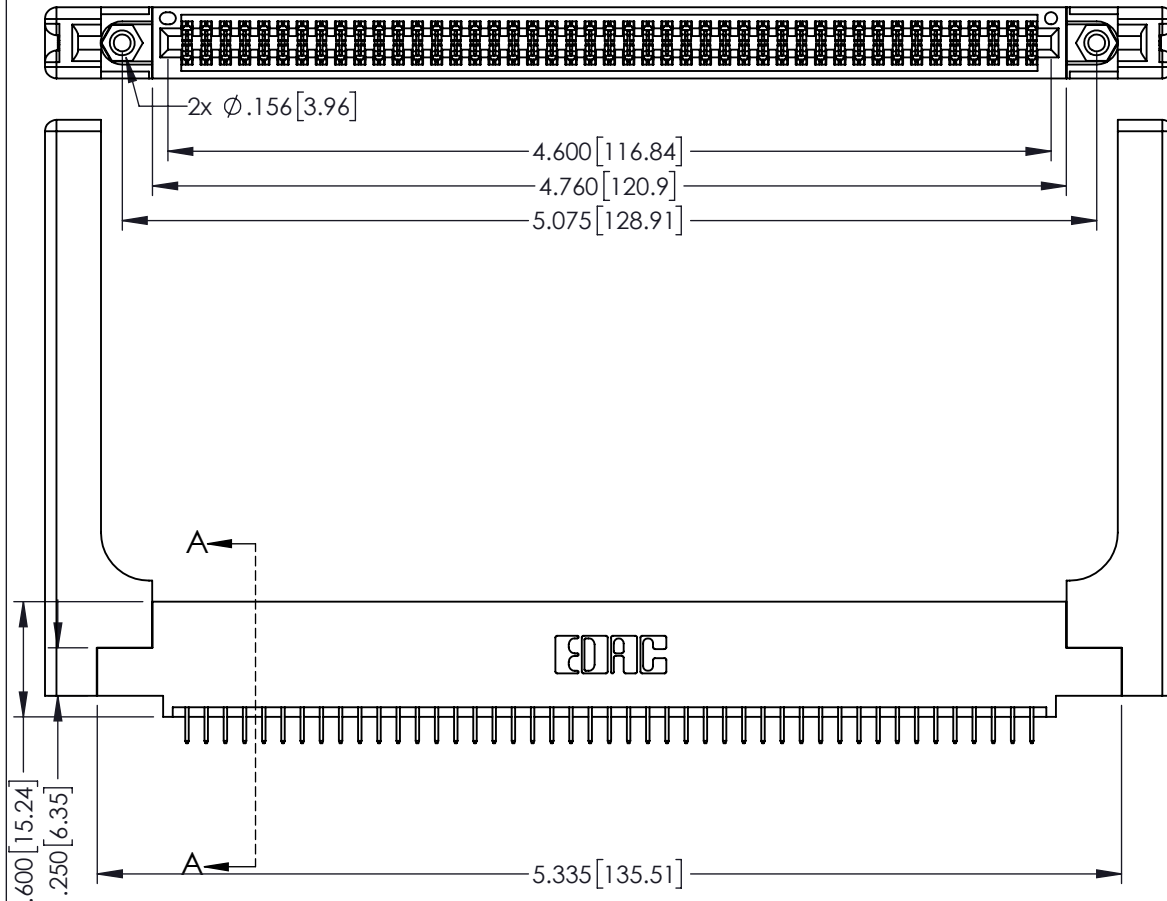 2x Ø.156[3.96]
4.600[116.84]
4.760[120.9]
5.075[128.91]
A
EDAC
.600[15.24]
.250[6.35]
A
5.335[135.51]